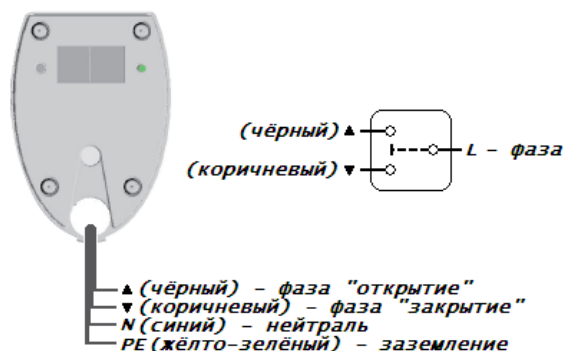 (чёрный) ▲
L - фаза
(коричневый) ▼
▲ (чёрный) - фаза "открытие"
▼ (коричневый) - фаза "закрытие"
N (синий) - нейтраль
PE (жёлто-зелёный) - заземление